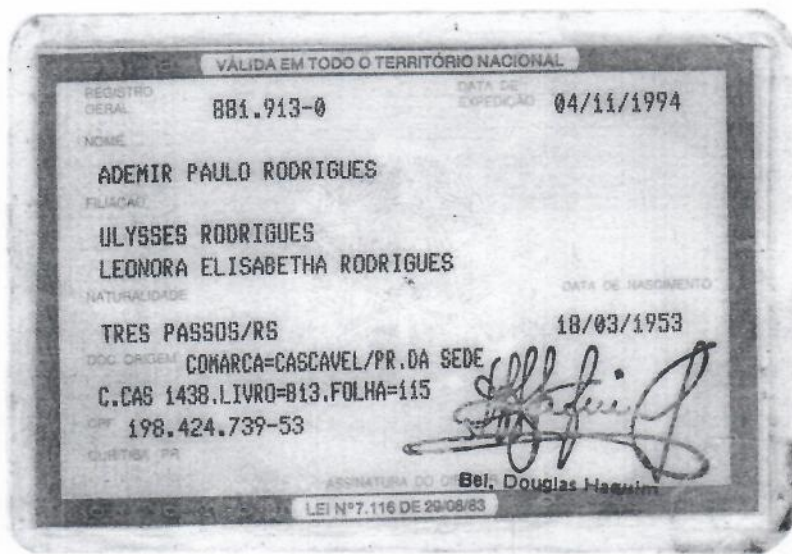 VÁLIDA EM TODO O TERRITÓRIO NACIONAL
REGISTRO GERAL 881.913-0 DATA DE EXPEDIÇÃO 04/11/1994
NOME
ADEMIR PAULO RODRIGUES
FILIAÇÃO
ULYSSES RODRIGUES
LEONORA ELISABETHA RODRIGUES
NATURALIDADE DATA DE NASCIMENTO
TRES PASSOS/RS 18/03/1953
DOC ORIGEM COMARCA=CASCAVEL/PR.DA SEDE
C.CAS 1438.LIVRO=B13.FOLHA=115
CPF 198.424.739-53
CURITIBA PR
ASSINATURA DO
Bel. Douglas
LEI Nº 7.116 DE 29/08/83